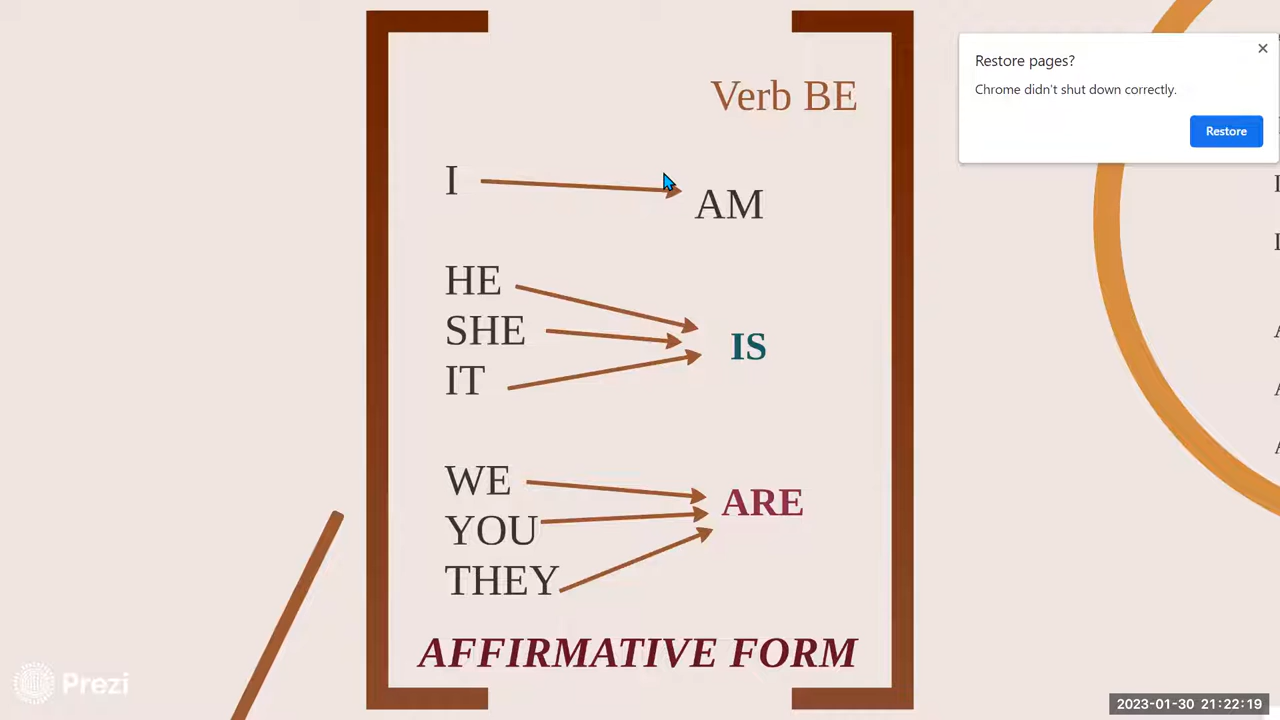 Verb BE
I
AM
HE
SHE
IT
IS
WE
YOU
THEY
ARE
AFFIRMATIVE FORM
Restore pages?
Chrome didn't shut down correctly.
Restore
Prezi
2023-01-30 21:22:19